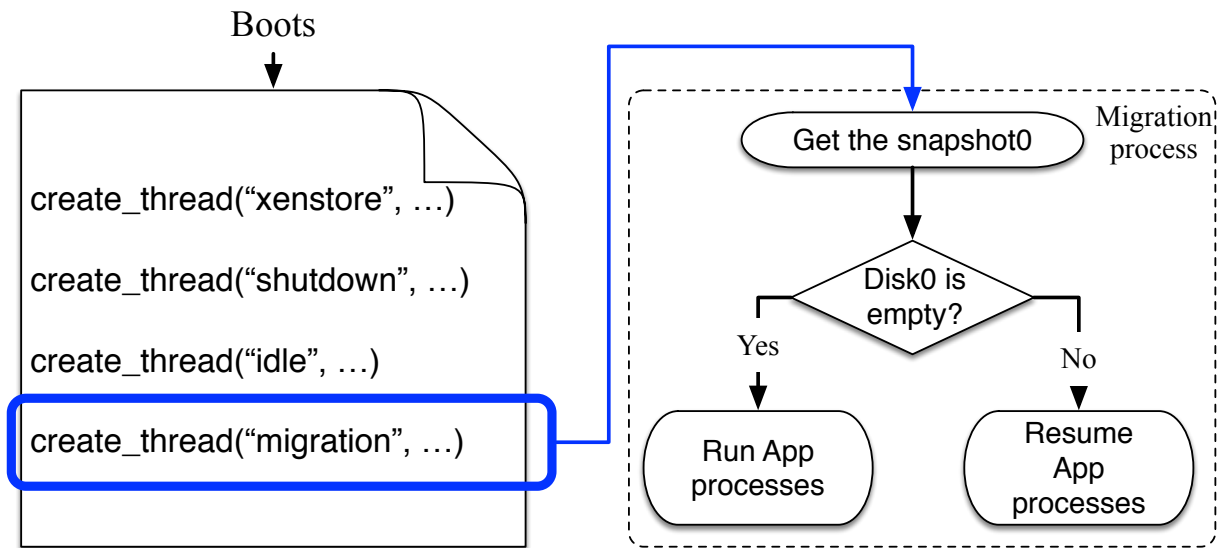 Boots
create_thread(“xenstore”, …)
create_thread(“shutdown”, …)
create_thread(“idle”, …)
create_thread(“migration”, …)
Migration
process
Get the snapshot0
Disk0 is
empty?
Yes
No
Run App
processes
Resume
App
processes